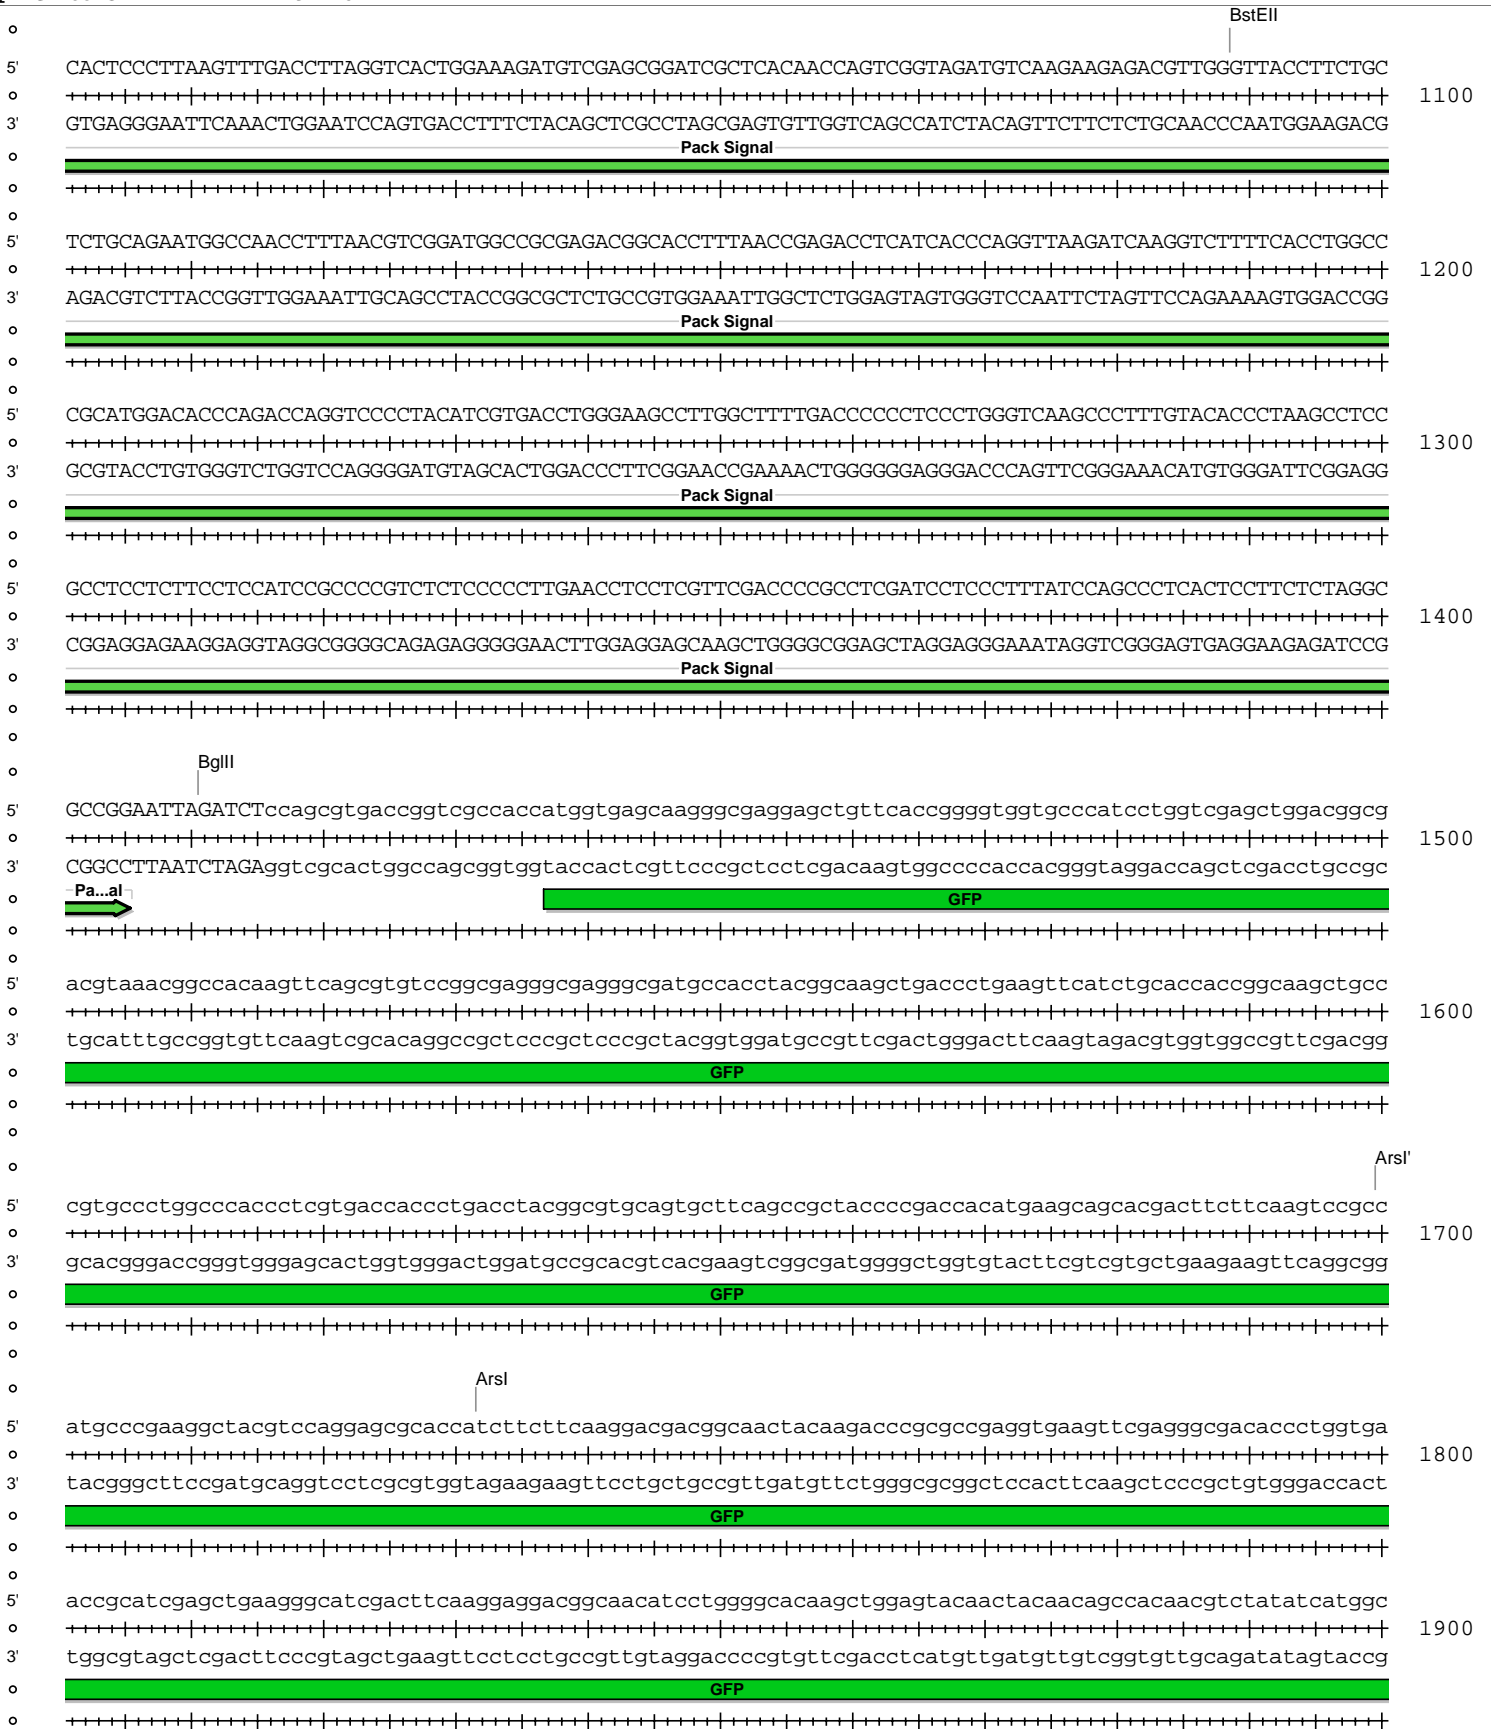 BstEII
5' CACTCCCTTAAGTTTGACCTTAGGTCACTGGAAAGATGTCGAGCGGATCGCTCACAACCAGTCGGTAGATGTCAAGAAGAGACGTTGGGTTACCTTCTGC
1100
3' GTGAGGGAATTCAAACTGGAATCCAGTGACCTTTCTACAGCTCGCCTAGCGAGTGTTGGTCAGCCATCTACAGTTCTTCTCTGCAACCCAATGGAAGACG
Pack Signal
5' TCTGCAGAATGGCCAACCTTTAACGTCGGATGGCCGCGAGACGGCACCTTTAACCGAGACCTCATCACCCAGGTTAAGATCAAGGTCTTTTCACCTGGCC
1200
3' AGACGTCTTACCGGTTGGAAATTGCAGCCTACCGGCGCTCTGCCGTGGAAATTGGCTCTGGAGTAGTGGGTCCAATTCTAGTTCCAGAAAAGTGGACCGG
Pack Signal
5' CGCATGGACACCCAGACCAGGTCCCCTACATCGTGACCTGGGAAGCCTTGGCTTTTGACCCCCCTCCCTGGGTCAAGCCCTTTGTACACCCTAAGCCTCC
1300
3' GCGTACCTGTGGGTCTGGTCCAGGGGATGTAGCACTGGACCCTTCGGAACCGAAAACTGGGGGGAGGGACCCAGTTCGGGAAACATGTGGGATTCGGAGG
Pack Signal
5' GCCTCCTCTTCCTCCATCCGCCCCGTCTCTCCCCCTTGAACCTCCTCGTTCGACCCCGCCTCGATCCTCCCTTTATCCAGCCCTCACTCCTTCTCTAGGC
1400
3' CGGAGGAGAAGGAGGTAGGCGGGGCAGAGAGGGGGAACTTGGAGGAGCAAGCTGGGGCGGAGCTAGGAGGGAAATAGGTCGGGAGTGAGGAAGAGATCCG
Pack Signal
BglII
5' GCCGGAATTAGATCTccagcgtgaccggtcgccaccatggtgagcaagggcgaggagctgttcaccggggtggtgcccatcctggtcgagctggacggcg
1500
3' CGGCCTTAATCTAGAggtcgcactggccagcggtggtaccactcgttcccgctcctcgacaagtggccccaccacgggtaggaccagctcgacctgccgc
Pa...al
GFP
5' acgtaaacggccacaagttcagcgtgtccggcgagggcgagggcgatgccacctacggcaagctgaccctgaagttcatctgcaccaccggcaagctgcc
1600
3' tgcatttgccggtgttcaagtcgcacaggccgctcccgctcccgctacggtggatgccgttcgactgggacttcaagtagacgtggtggccgttcgacgg
GFP
ArsI'
5' cgtgccctggcccaccctcgtgaccaccctgacctacggcgtgcagtgcttcagccgctaccccgaccacatgaagcagcacgacttcttcaagtccgcc
1700
3' gcacgggaccgggtgggagcactggtgggactggatgccgcacgtcacgaagtcggcgatggggctggtgtacttcgtcgtgctgaagaagttcaggcgg
GFP
ArsI
5' atgcccgaaggctacgtccaggagcgcaccatcttcttcaaggacgacggcaactacaagacccgcgccgaggtgaagttcgagggcgacaccctggtga
1800
3' tacgggcttccgatgcaggtcctcgcgtggtagaagaagttcctgctgccgttgatgttctgggcgcggctccacttcaagctcccgctgtgggaccact
GFP
5' accgcatcgagctgaagggcatcgacttcaaggaggacggcaacatcctggggcacaagctggagtacaactacaacagccacaacgtctatatcatggc
1900
3' tggcgtagctcgacttcccgtagctgaagttcctcctgccgttgtaggaccccgtgttcgacctcatgttgatgttgtcggtgttgcagatatagtaccg
GFP